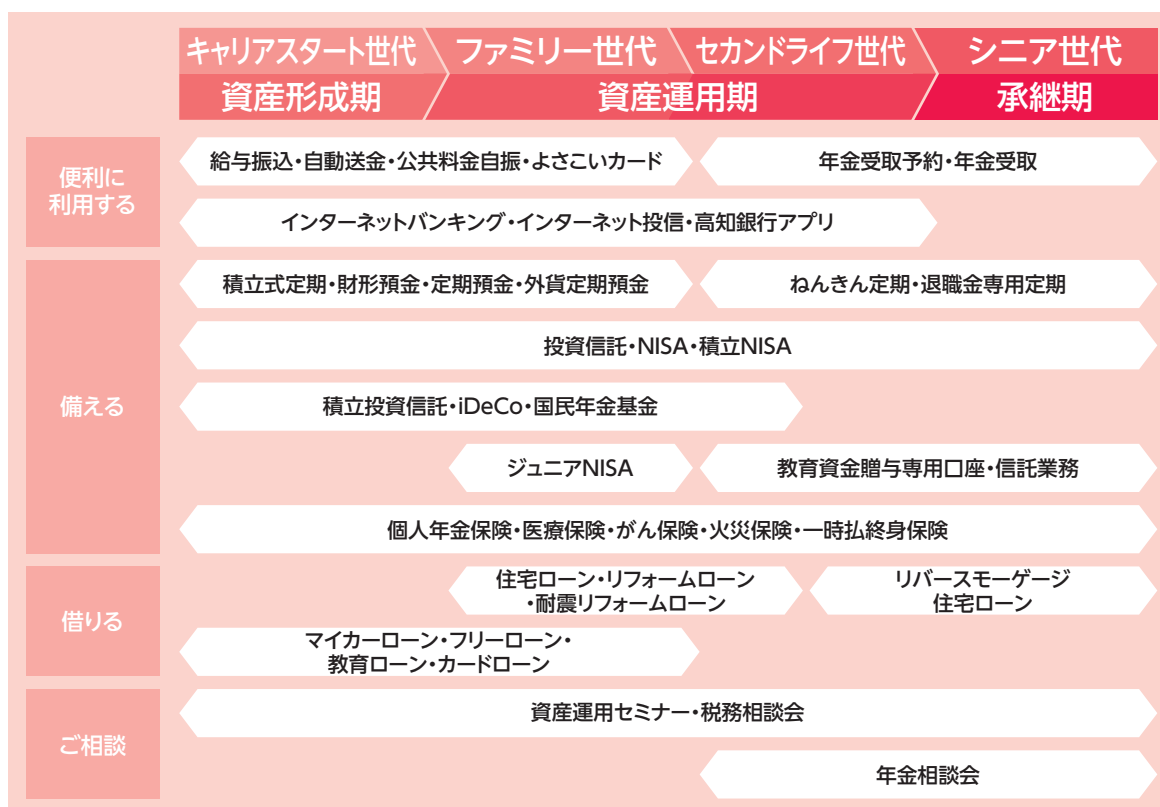 キャリアスタート世代
ファミリー世代
セカンドライフ世代
シニア世代
資産形成期
資産運用期
承継期
便利に
利用する
給与振込・自動送金・公共料金自振・よさこいカード
年金受取予約・年金受取
インターネットバンキング・インターネット投信・高知銀行アプリ
備える
積立式定期・財形預金・定期預金・外貨定期預金
ねんきん定期・退職金専用定期
投資信託・NISA・積立NISA
積立投資信託・iDeCo・国民年金基金
ジュニアNISA
教育資金贈与専用口座・信託業務
個人年金保険・医療保険・がん保険・火災保険・一時払終身保険
借りる
住宅ローン・リフォームローン
・耐震リフォームローン
リバースモーゲージ
住宅ローン
マイカーローン・フリーローン・
教育ローン・カードローン
ご相談
資産運用セミナー・税務相談会
年金相談会